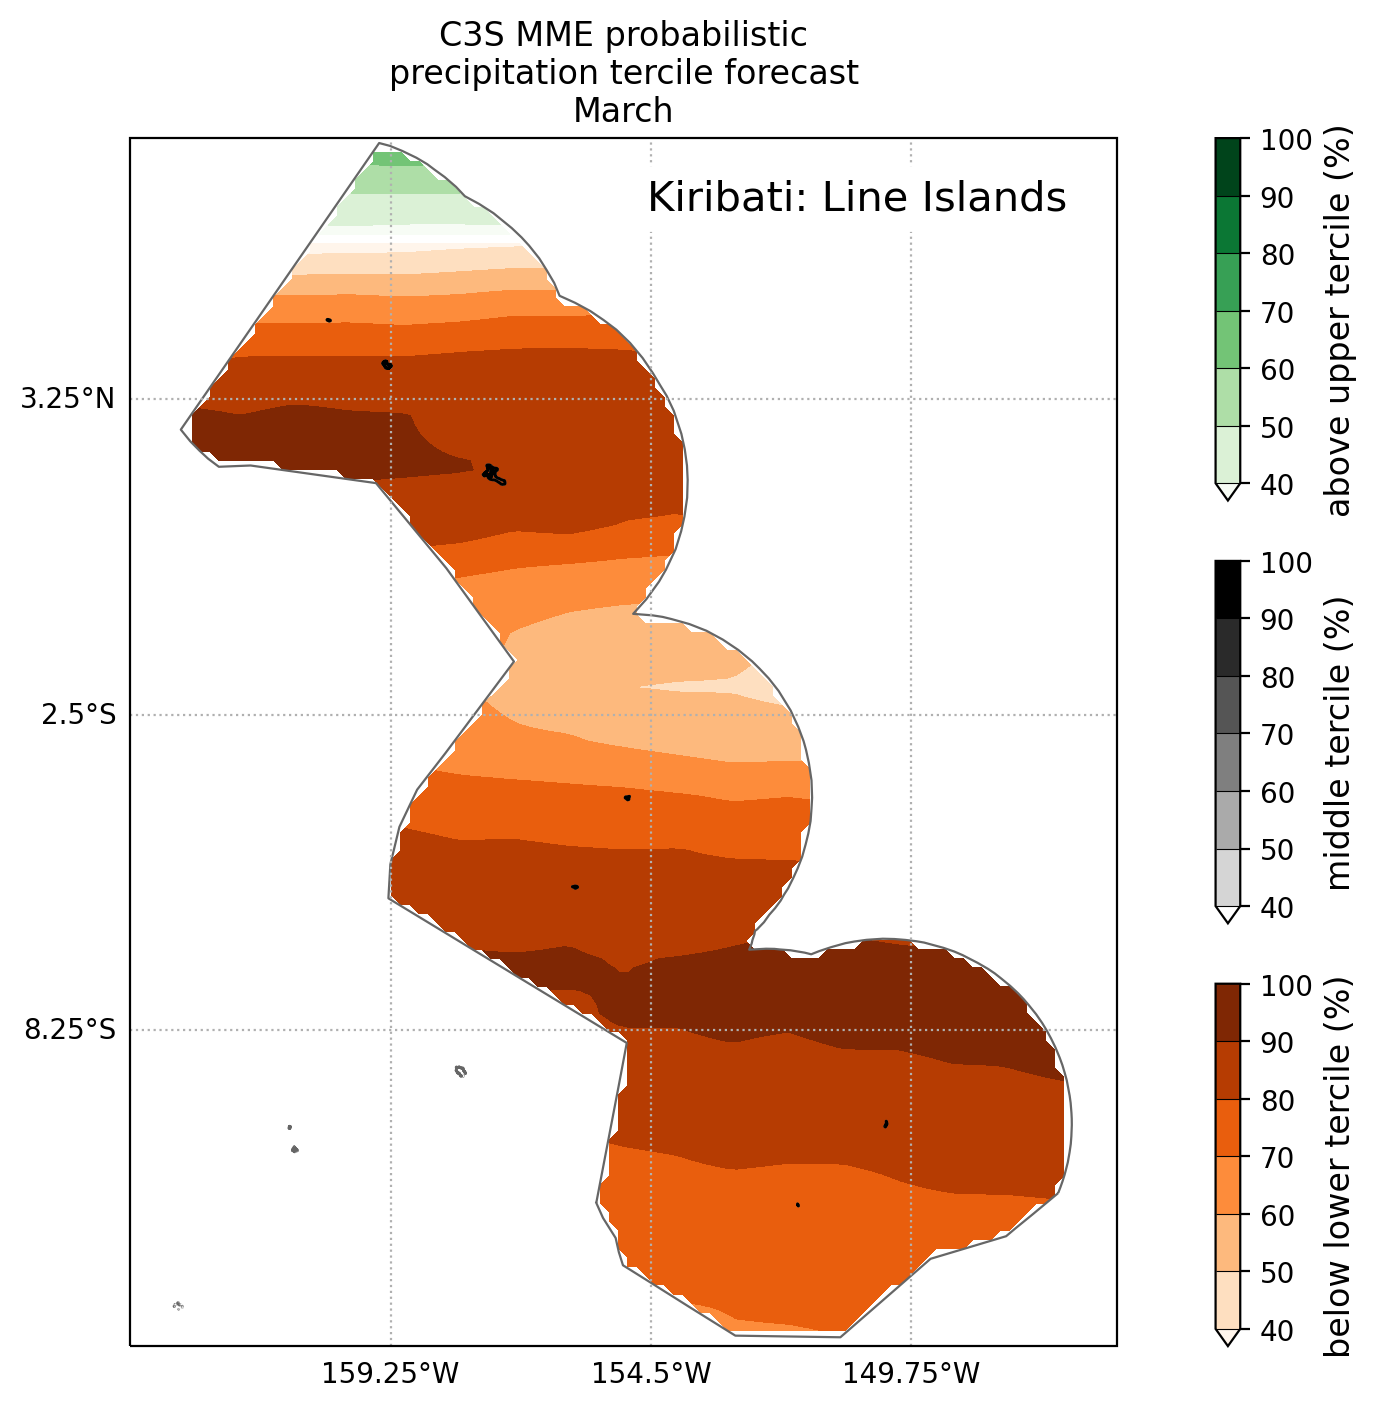 C3S MME probabilistic
precipitation tercile forecast
March
Kiribati: Line Islands
3.25°N
2.5°S
8.25°S
159.25°W
154.5°W
149.75°W
100
90
80
70
60
50
40
above upper tercile (%)
100
90
80
70
60
50
40
middle tercile (%)
100
90
80
70
60
50
40
below lower tercile (%)